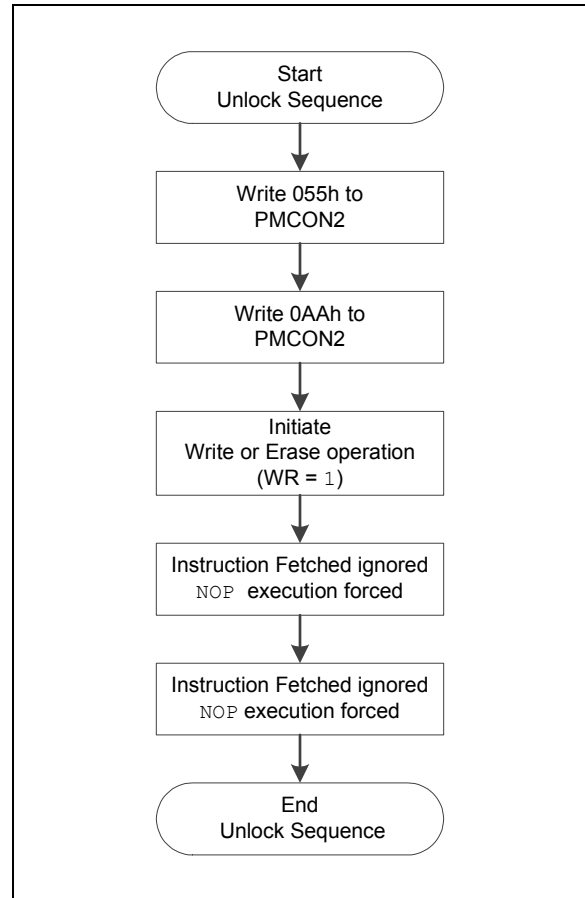 Start
Unlock Sequence
Write 055h to
PMCON2
Write 0AAh to
PMCON2
Initiate
Write or Erase operation
(WR = 1)
Instruction Fetched ignored
NOP execution forced
Instruction Fetched ignored
NOP execution forced
End
Unlock Sequence